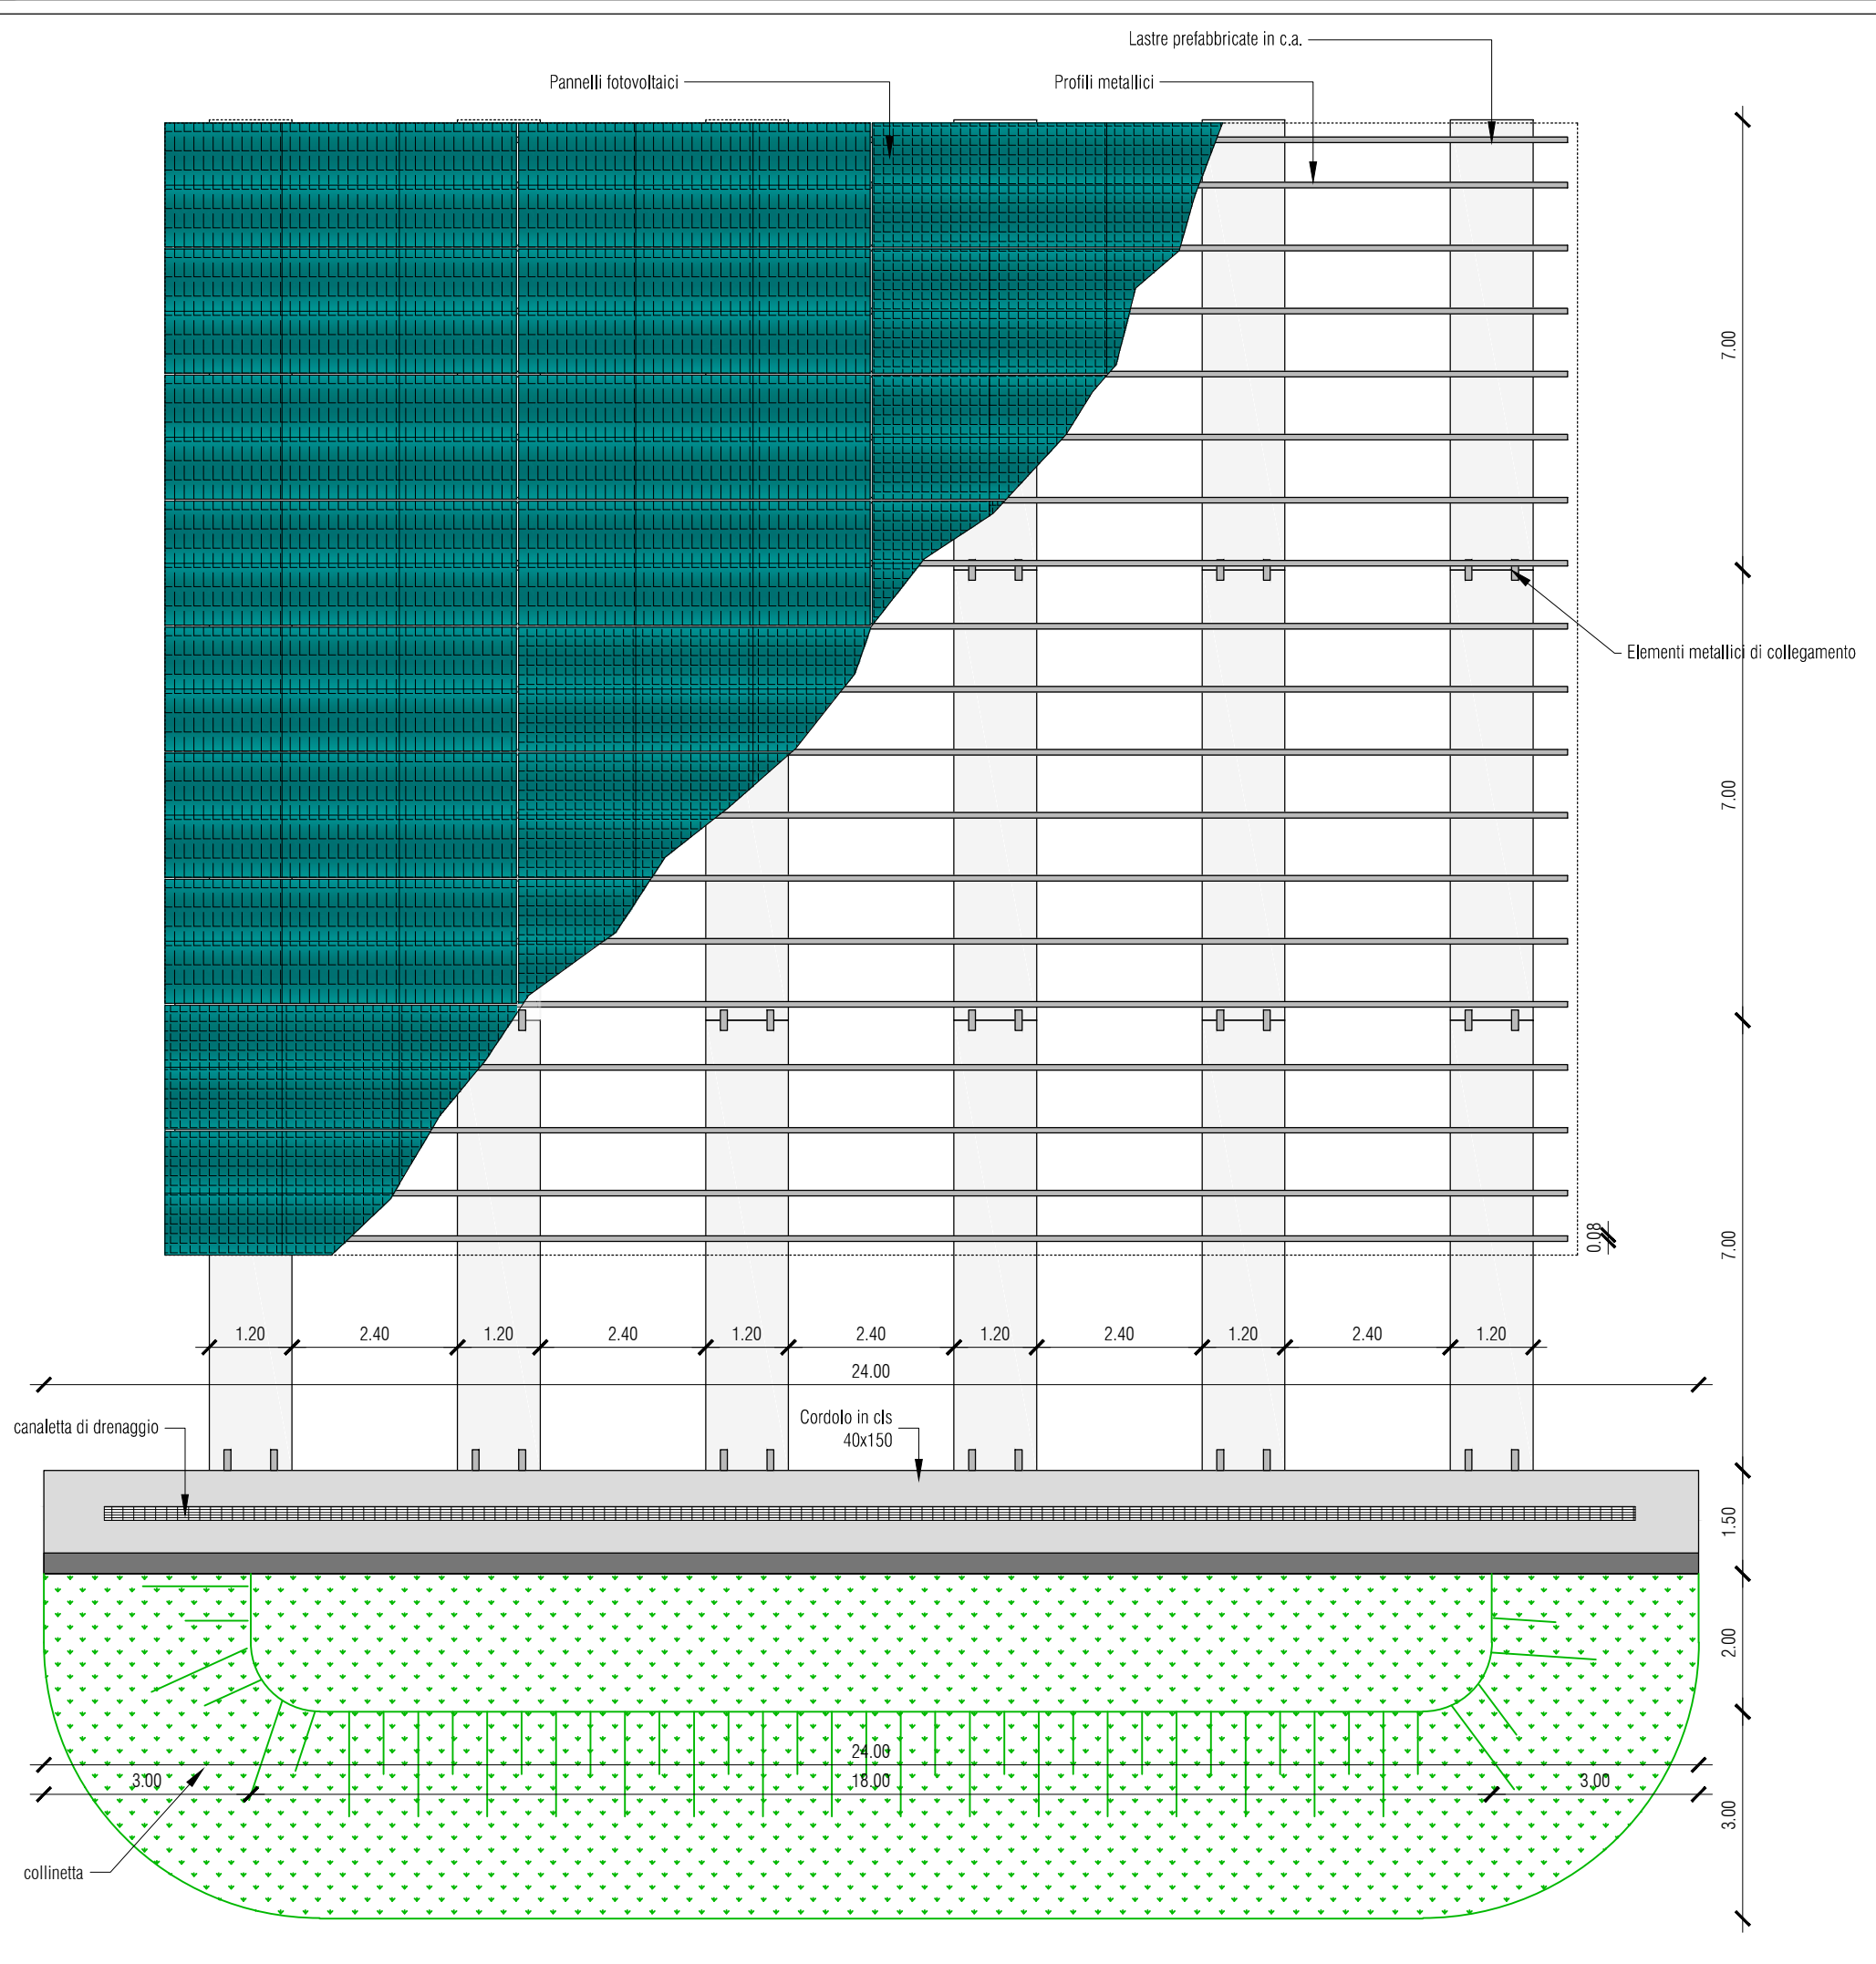 Lastre prefabbricate in c.a.
Pannelli fotovoltaici
Profili metallici
7.00
Elementi metallici di collegamento
7.00
0.08
7.00
1.20
2.40
1.20
2.40
1.20
2.40
1.20
2.40
1.20
2.40
1.20
24.00
canaletta di drenaggio
Cordolo in cls
40x150
1.50
2.00
24.00
3.00
18.00
3.00
3.00
collinetta